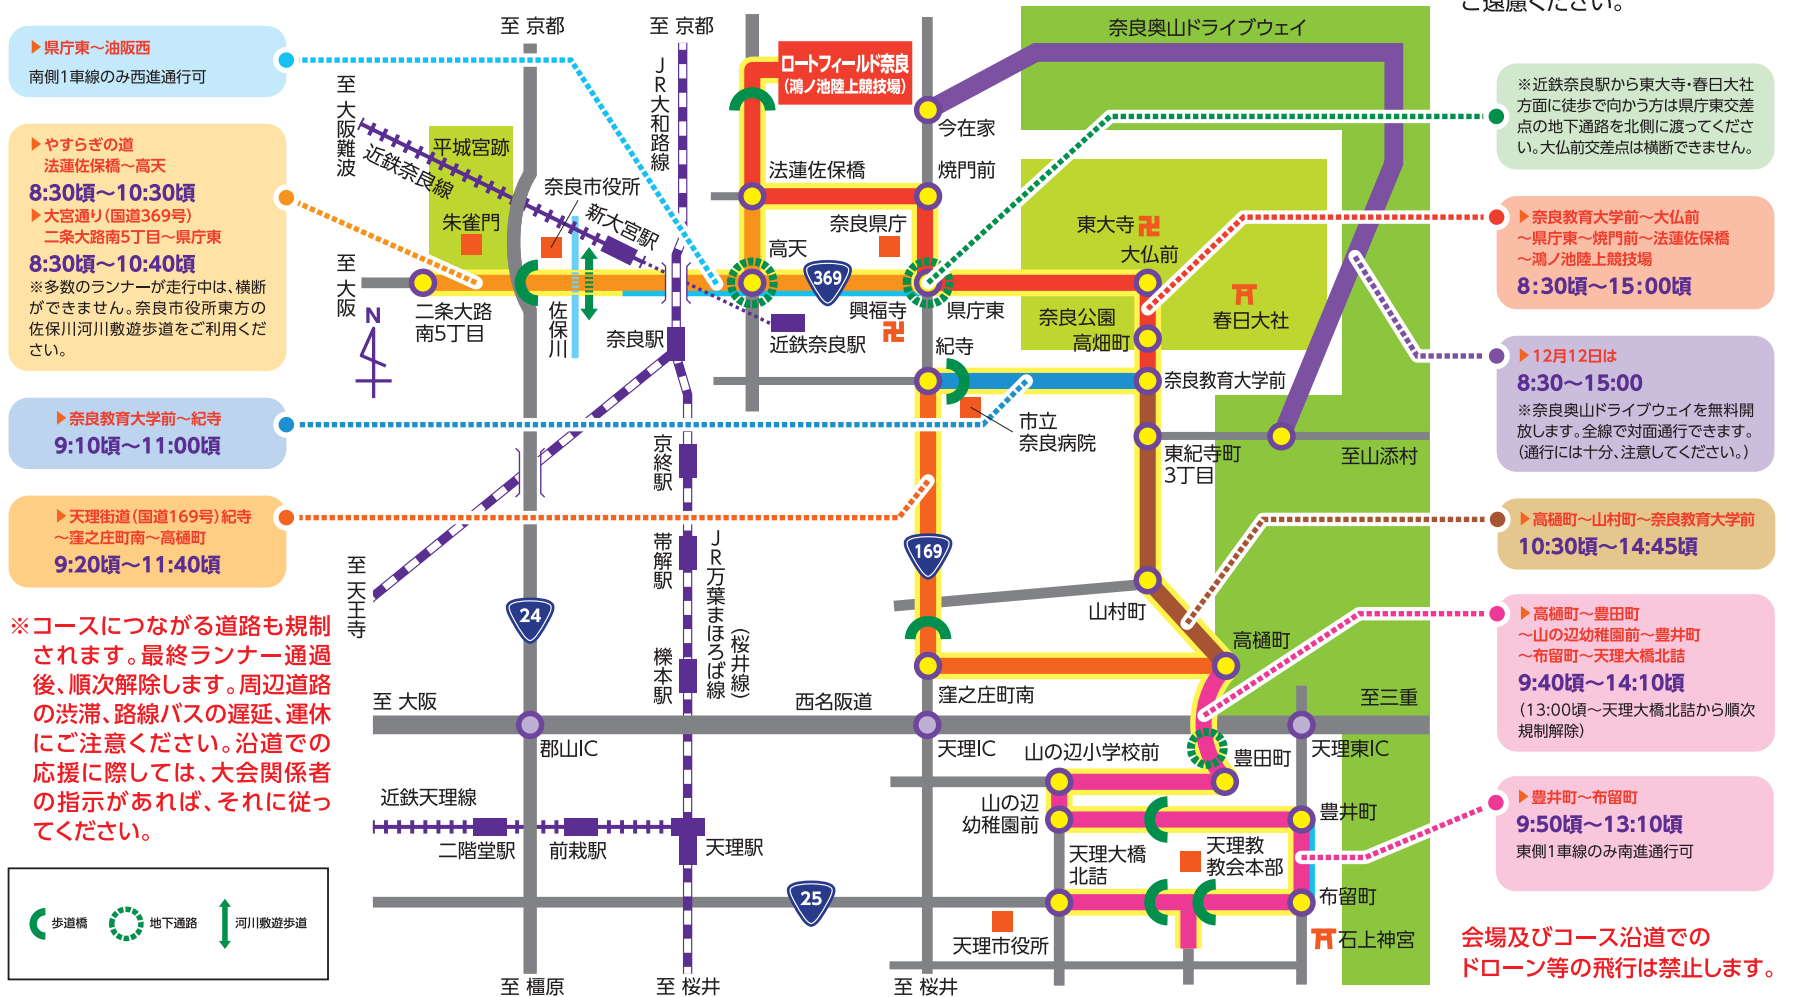 ご遠慮ください。
▶県庁東〜油阪西
南側1車線のみ西進通行可
▶やすらぎの道
法蓮佐保橋〜高天
8:30頃〜10:30頃
▶大宮通り(国道369号)
二条大路南5丁目〜県庁東
8:30頃〜10:40頃
※多数のランナーが走行中は、横断
ができません。奈良市役所東方の
佐保川河川敷遊歩道をご利用くだ
さい。
▶奈良教育大学前〜紀寺
9:10頃〜11:00頃
▶天理街道(国道169号)紀寺
〜窪之庄町南〜高樋町
9:20頃〜11:40頃
※コースにつながる道路も規制
されます。最終ランナー通過
後、順次解除します。周辺道路
の渋滞、路線バスの遅延、運休
にご注意ください。沿道での
応援に際しては、大会関係者
の指示があれば、それに従っ
てください。
歩道橋
地下通路
河川敷遊歩道
至 京都
至 京都
JR大和路線
至 大阪難波
近鉄奈良線
平城宮跡
朱雀門
奈良市役所
新大宮駅
至 大阪
二条大路
南5丁目
佐保川
奈良駅
N
ロートフィールド奈良
(鴻ノ池陸上競技場)
法蓮佐保橋
奈良県庁
高天
369
興福寺
近鉄奈良駅
今在家
焼門前
県庁東
紀寺
奈良奥山ドライブウェイ
東大寺
大仏前
春日大社
奈良公園
高畑町
奈良教育大学前
市立
奈良病院
東紀寺町
3丁目
至山添村
京終駅
帯解駅
JR万葉まほろば線
(桜井線)
櫟本駅
至 天王寺
24
169
山村町
高樋町
窪之庄町南
至 大阪
西名阪道
至三重
郡山IC
天理IC
天理東IC
山の辺小学校前
豊田町
山の辺
幼稚園前
豊井町
近鉄天理線
二階堂駅
前栽駅
天理駅
天理大橋
北詰
天理教
教会本部
布留町
25
天理市役所
石上神宮
至 橿原
至 桜井
至 桜井
※近鉄奈良駅から東大寺・春日大社
方面に徒歩で向かう方は県庁東交差
点の地下通路を北側に渡ってくださ
い。大仏前交差点は横断できません。
▶奈良教育大学前〜大仏前
〜県庁東〜焼門前〜法蓮佐保橋
〜鴻ノ池陸上競技場
8:30頃〜15:00頃
▶12月12日は
8:30〜15:00
※奈良奥山ドライブウェイを無料開
放します。全線で対面通行できます。
(通行には十分、注意してください。)
▶高樋町〜山村町〜奈良教育大学前
10:30頃〜14:45頃
▶高樋町〜豊田町
〜山の辺幼稚園前〜豊井町
〜布留町〜天理大橋北詰
9:40頃〜14:10頃
(13:00頃〜天理大橋北詰から順次
規制解除)
▶豊井町〜布留町
9:50頃〜13:10頃
東側1車線のみ南進通行可
会場及びコース沿道での
ドローン等の飛行は禁止します。